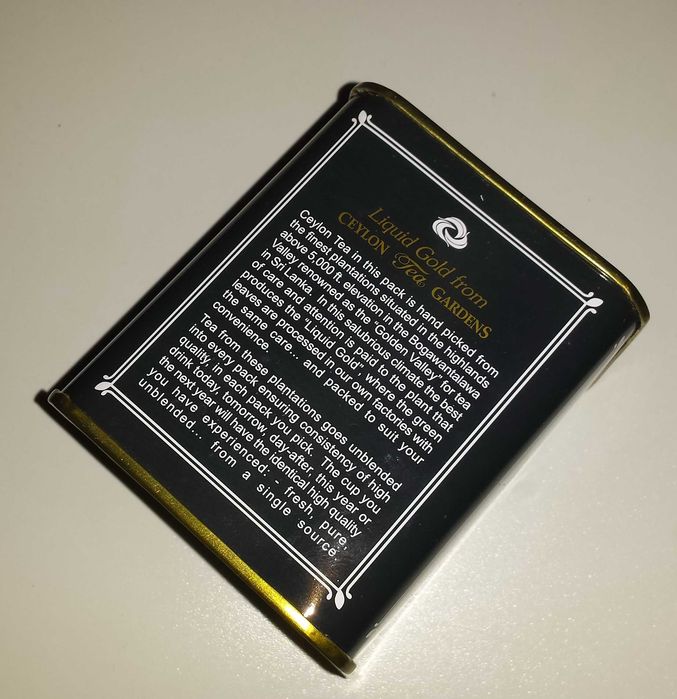 Liquid Gold from
CEYLON Tea GARDENS
Ceylon Tea in this pack is hand picked from
the finest plantations situated in the highlands
above 5,000 ft. elevation in the Bogawantalawa
Valley renowned as the "Golden Valley" for tea
in Sri Lanka. In this salubrious climate the best
of care and attention is paid to the plant that
produces the "Liquid Gold", where the green
leaves are processed in our own factories with
the same care... and packed to suit your
convenience.
Tea from these plantations goes unblended
into every pack ensuring consistency of high
quality, in each pack you pick. The cup you
drink today, tomorrow, day-after, this year or
the next year, will have the identical high quality
you have experienced: - fresh, pure,
unblended... from a single source